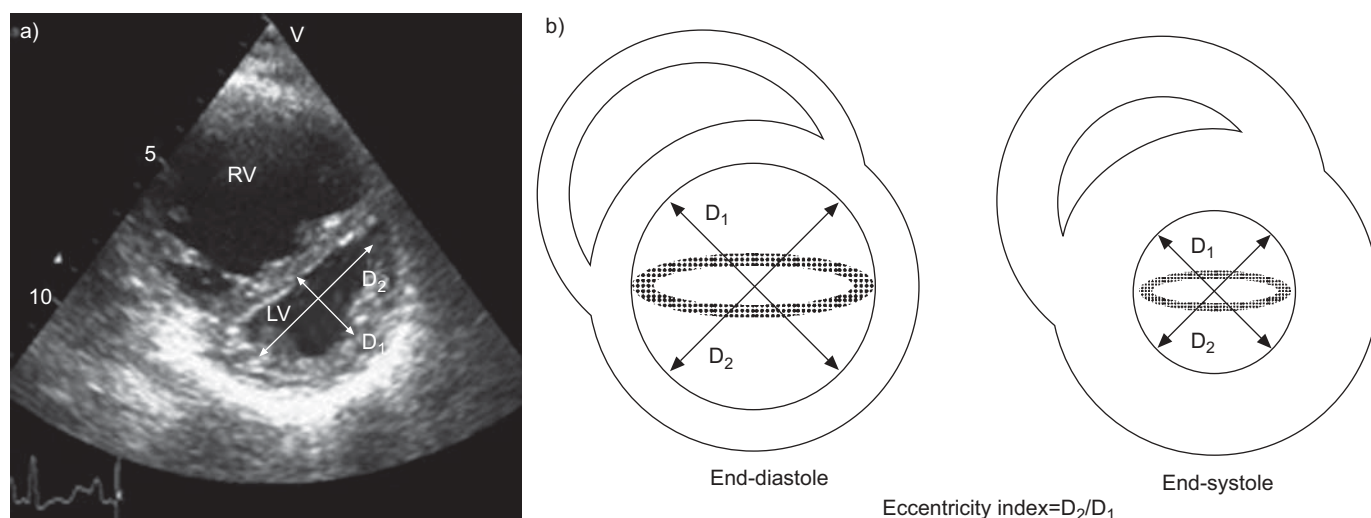 a)
V
5
RV
10
LV
D₂
D₁
b)
D₁
D₂
End-diastole
D₁
D₂
End-systole
Eccentricity index=D₂/D₁